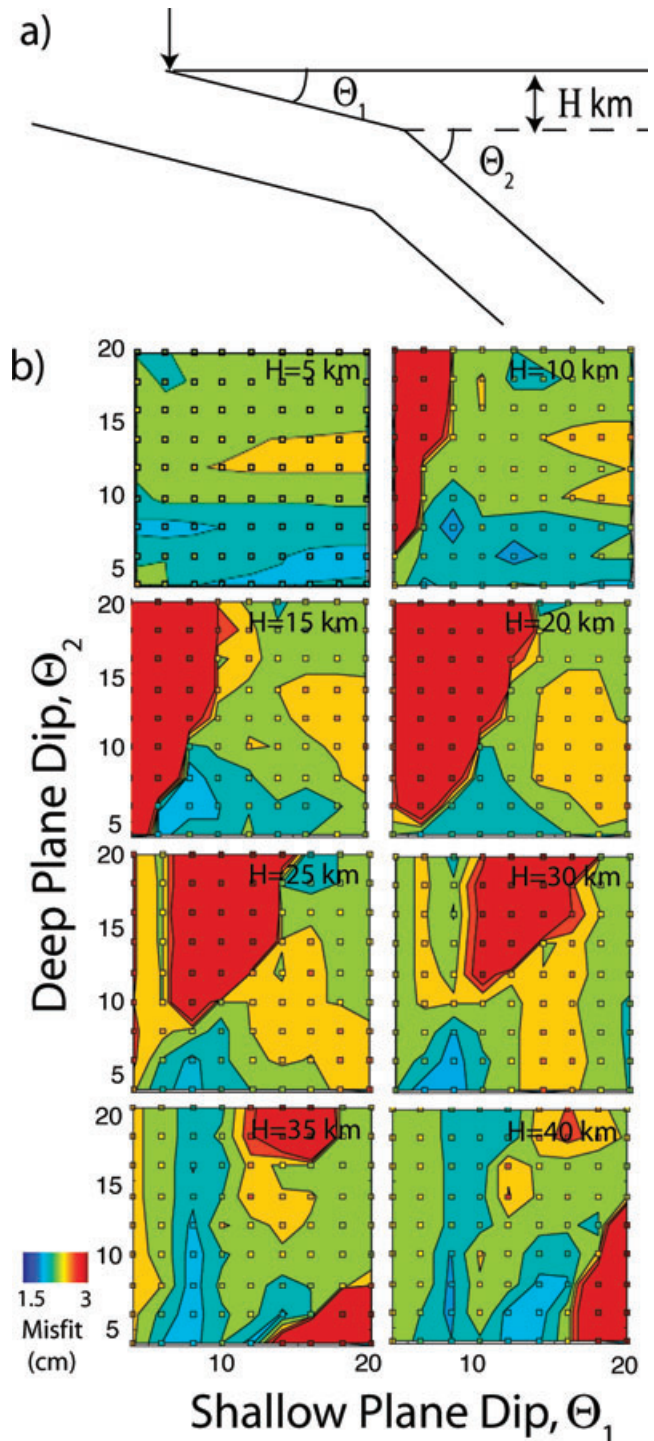 a)
Θ1
H km
Θ2
b)
20
15
10
5
H=5 km
H=10 km
20
15
10
5
H=15 km
H=20 km
Deep Plane Dip, Θ2
20
15
10
5
H=25 km
H=30 km
20
15
10
5
H=35 km
H=40 km
1.5 3
Misfit
(cm)
10 20
10 20
Shallow Plane Dip, Θ1